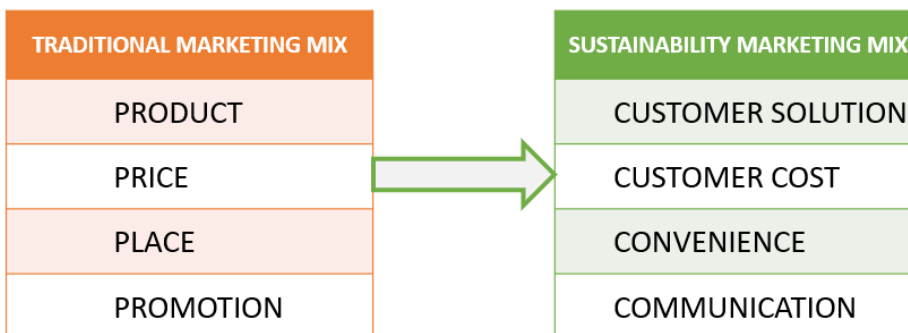 TRADITIONAL MARKETING MIX
PRODUCT
PRICE
PLACE
PROMOTION
SUSTAINABILITY MARKETING MIX
CUSTOMER SOLUTION
CUSTOMER COST
CONVENIENCE
COMMUNICATION